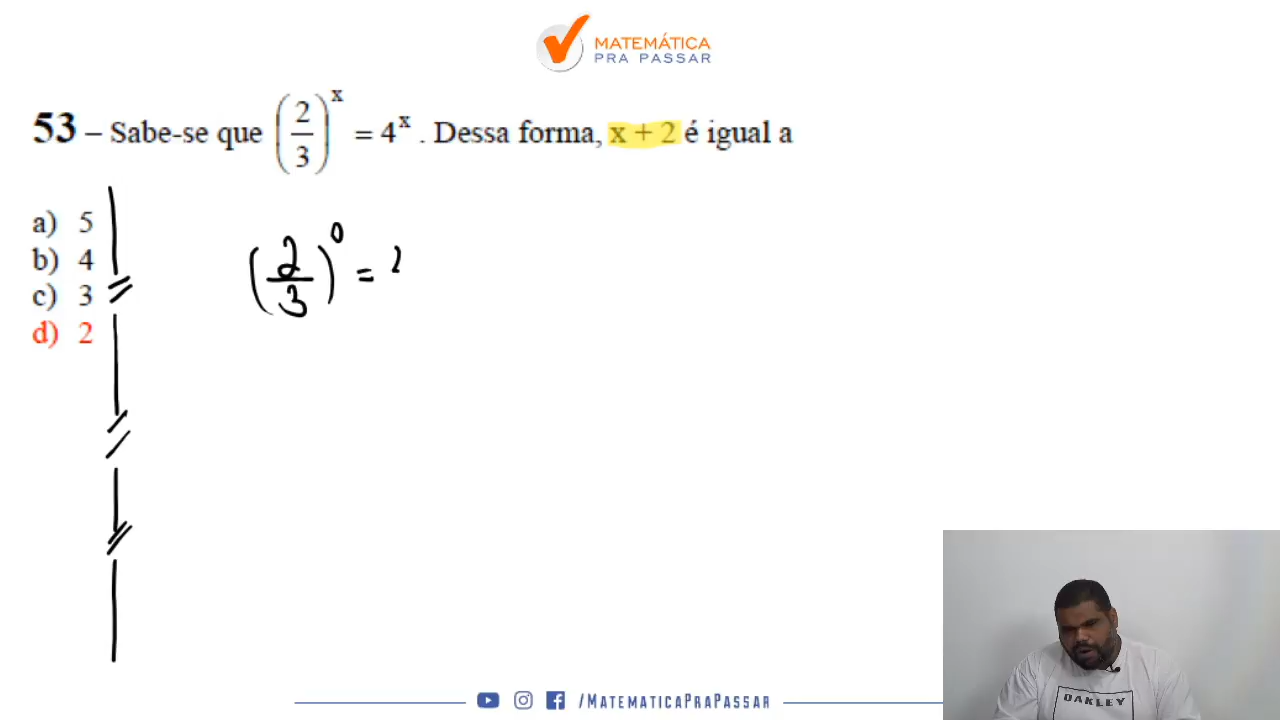 MATEMÁTICA
PRA PASSAR
53 – Sabe-se que (2/3)^x = 4^x . Dessa forma, x + 2 é igual a
a) 5
b) 4
c) 3
d) 2
(2/3)^0 =
/MATEMATICAPRAPASSAR
OAKLEY